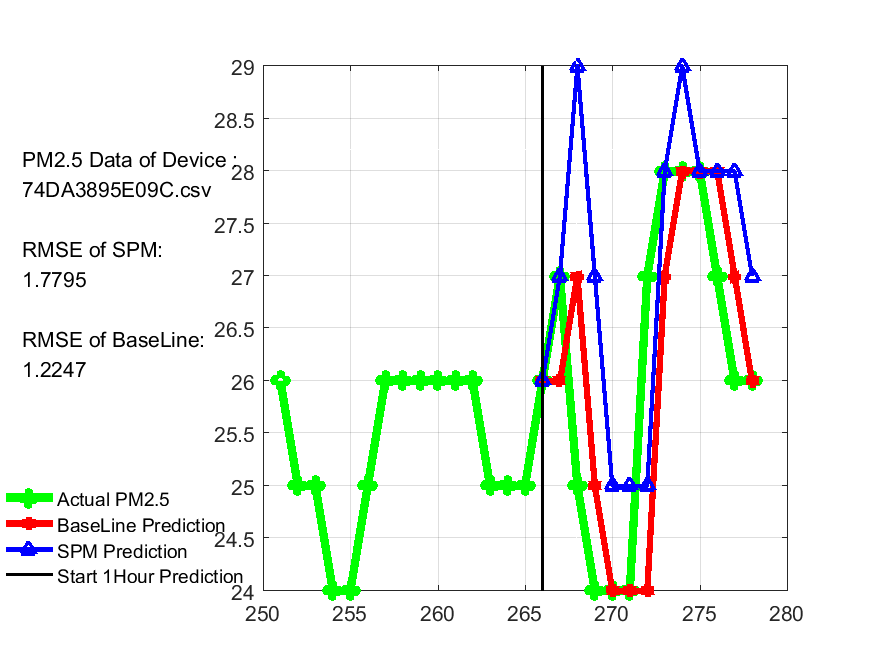 PM2.5 Data of Device :
74DA3895E09C.csv
RMSE of SPM:
1.7795
RMSE of BaseLine:
1.2247
Actual PM2.5
BaseLine Prediction
SPM Prediction
Start 1Hour Prediction
29
28.5
28
27.5
27
26.5
26
25.5
25
24.5
24
250 255 260 265 270 275 280